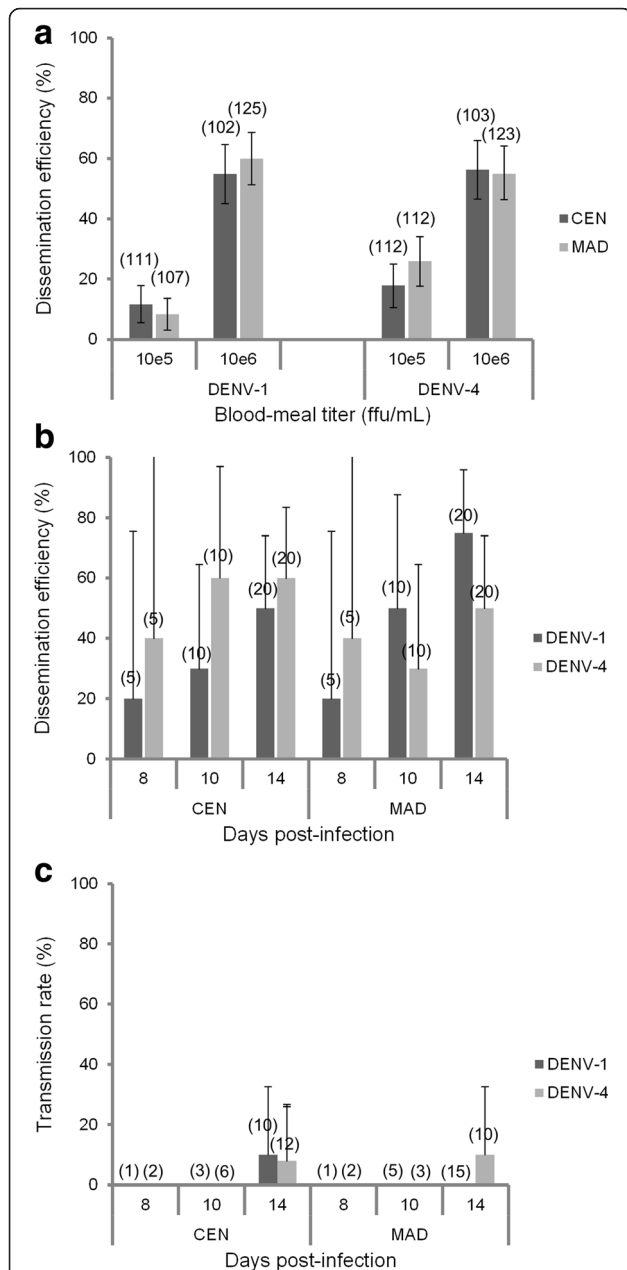 a
Dissemination efficiency (%)
100
80
60
40
20
0
(111)
(107)
(102)
(125)
(112)
(112)
(103)
(123)
CEN
MAD
10e5 10e6 10e5 10e6
DENV-1 DENV-4
Blood-meal titer (ffu/mL)
b
Dissemination efficiency (%)
100
80
60
40
20
0
(5) (5) (10) (10) (20) (20) (5) (5) (10) (10) (20) (20)
DENV-1
DENV-4
8 10 14 8 10 14
CEN MAD
Days post-infection
c
Transmission rate (%)
100
80
60
40
20
0
(1) (2) (3) (6) (10) (12) (1) (2) (5) (3) (15) (10)
DENV-1
DENV-4
8 10 14 8 10 14
CEN MAD
Days post-infection